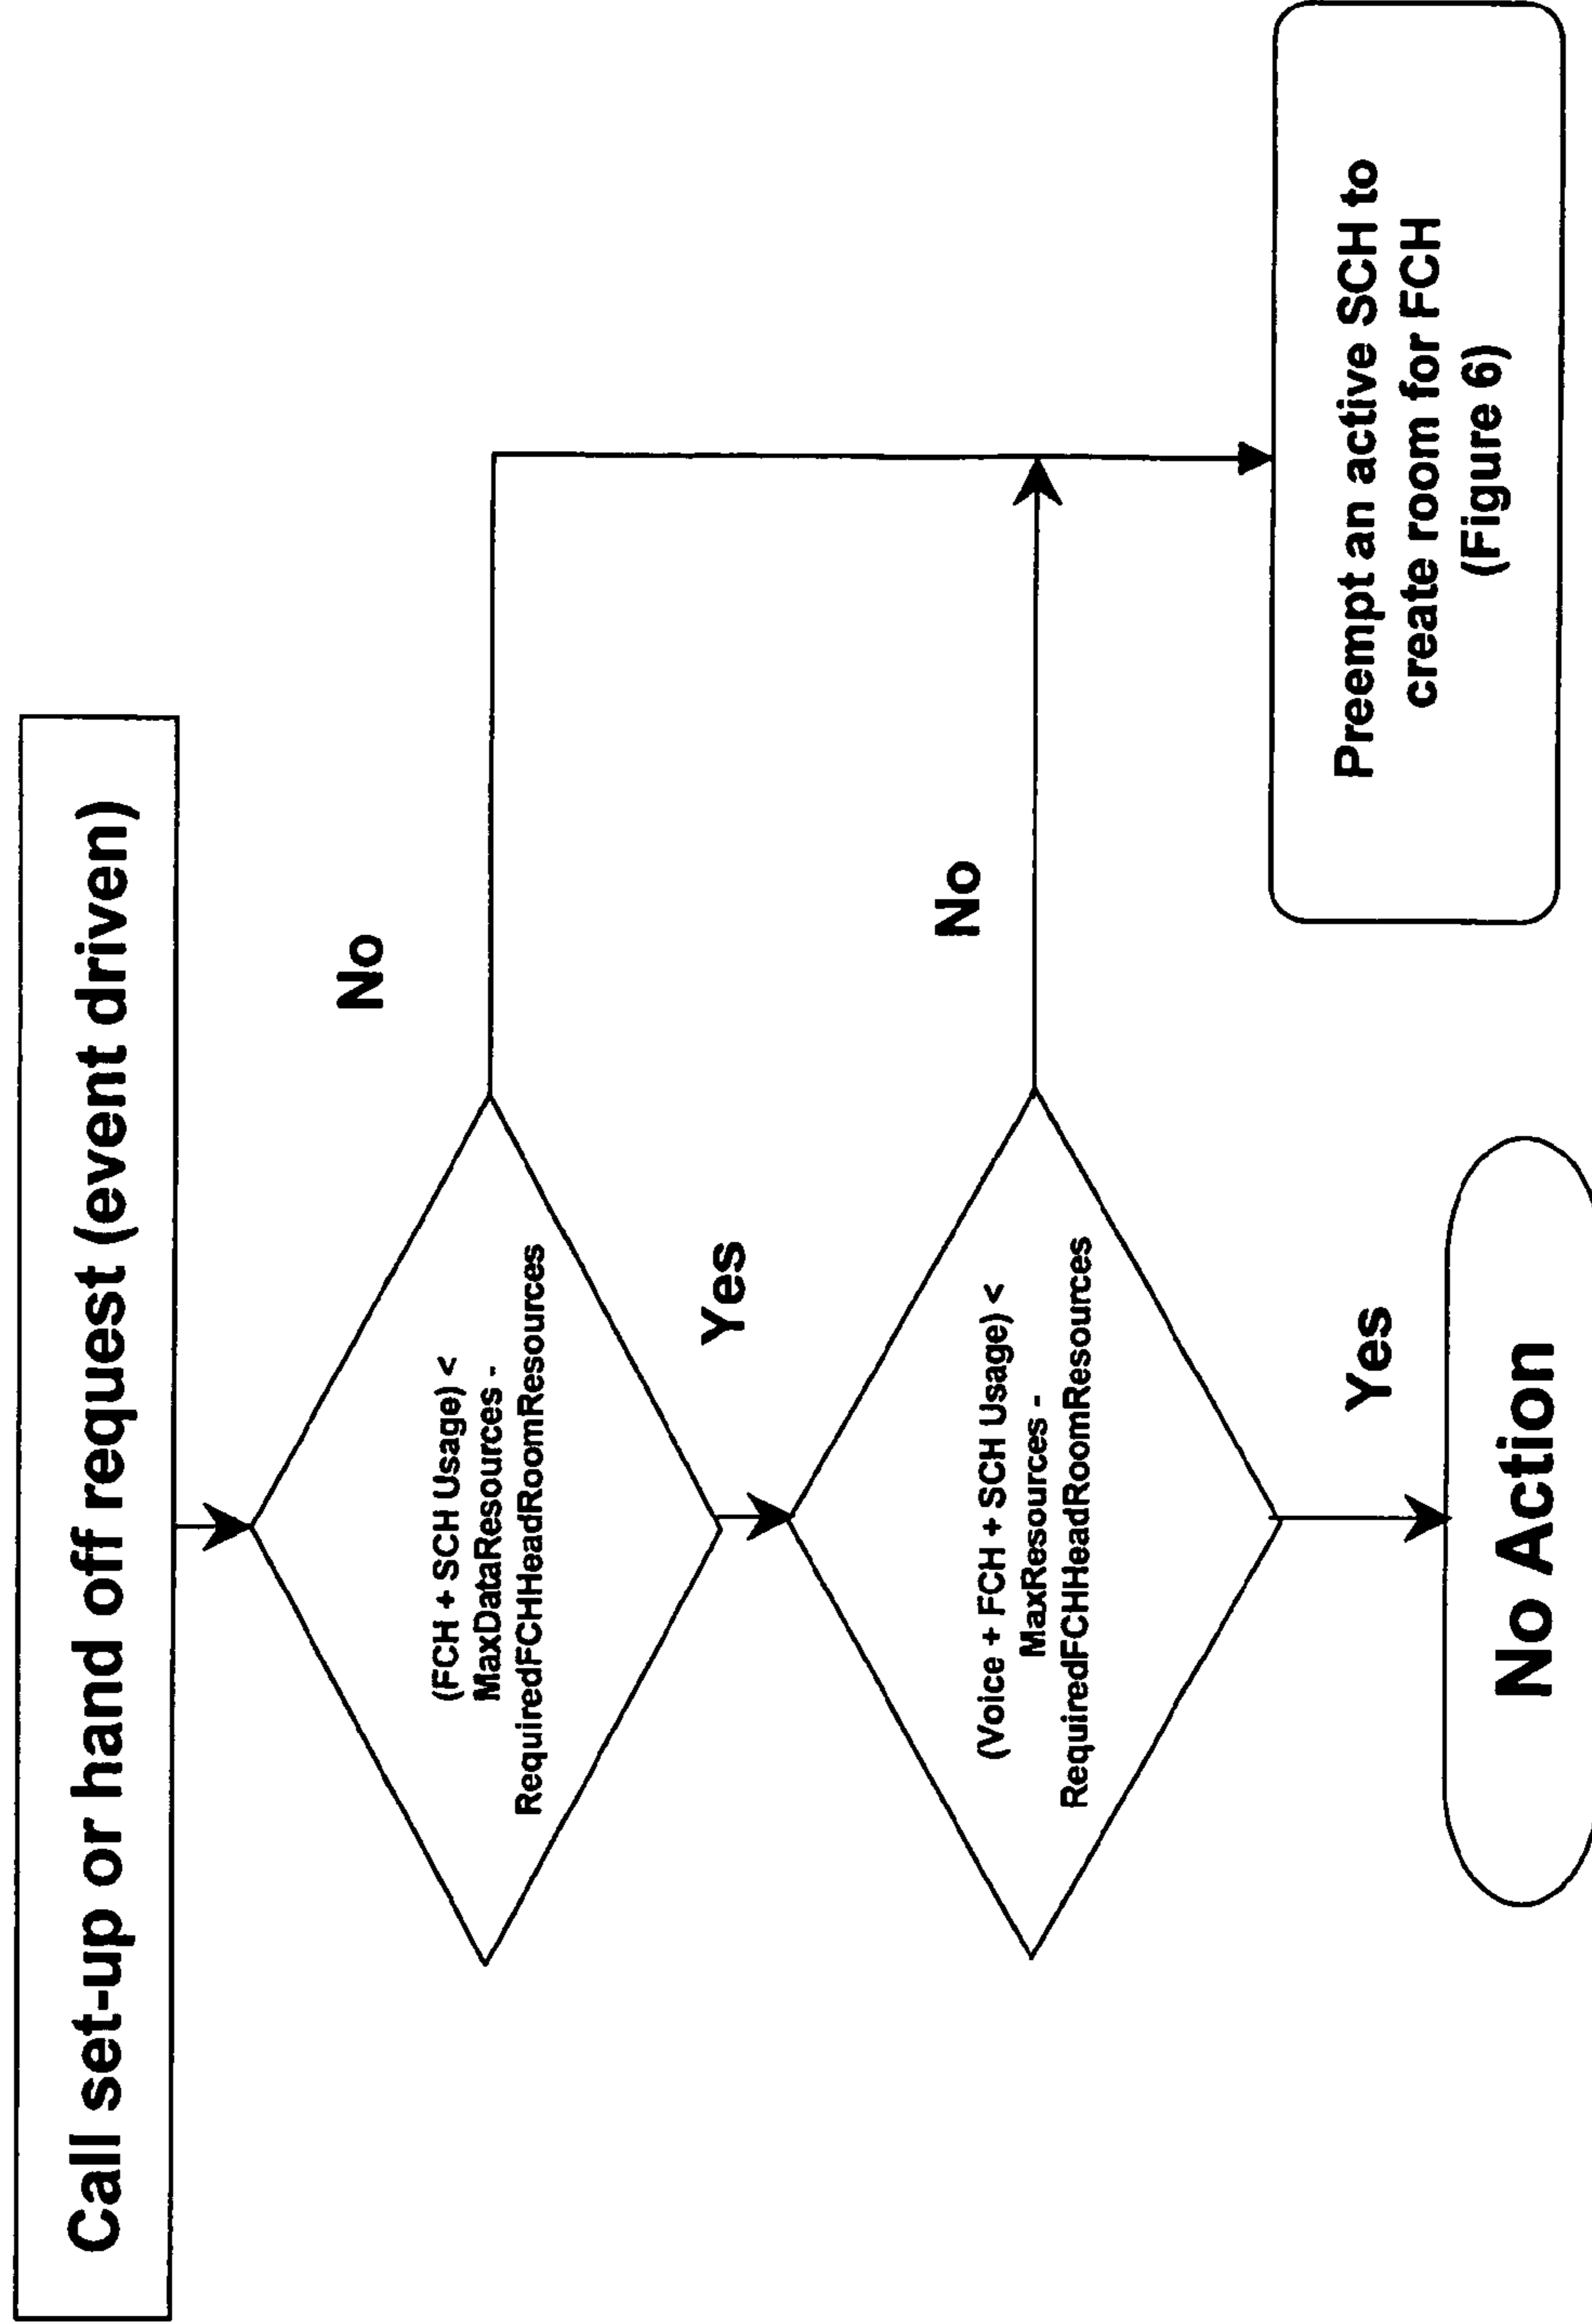 Call set-up or hand off request (event driven)
No
(FCH + SCH Usage) <
MaxDataResources -
RequiredFCHHeadRoomResources
Yes
No
(Voice + FCH + SCH Usage) <
MaxResources -
RequiredFCHHeadRoomResources
Yes
Preempt an active SCH to
create room for FCH
(Figure 6)
No Action